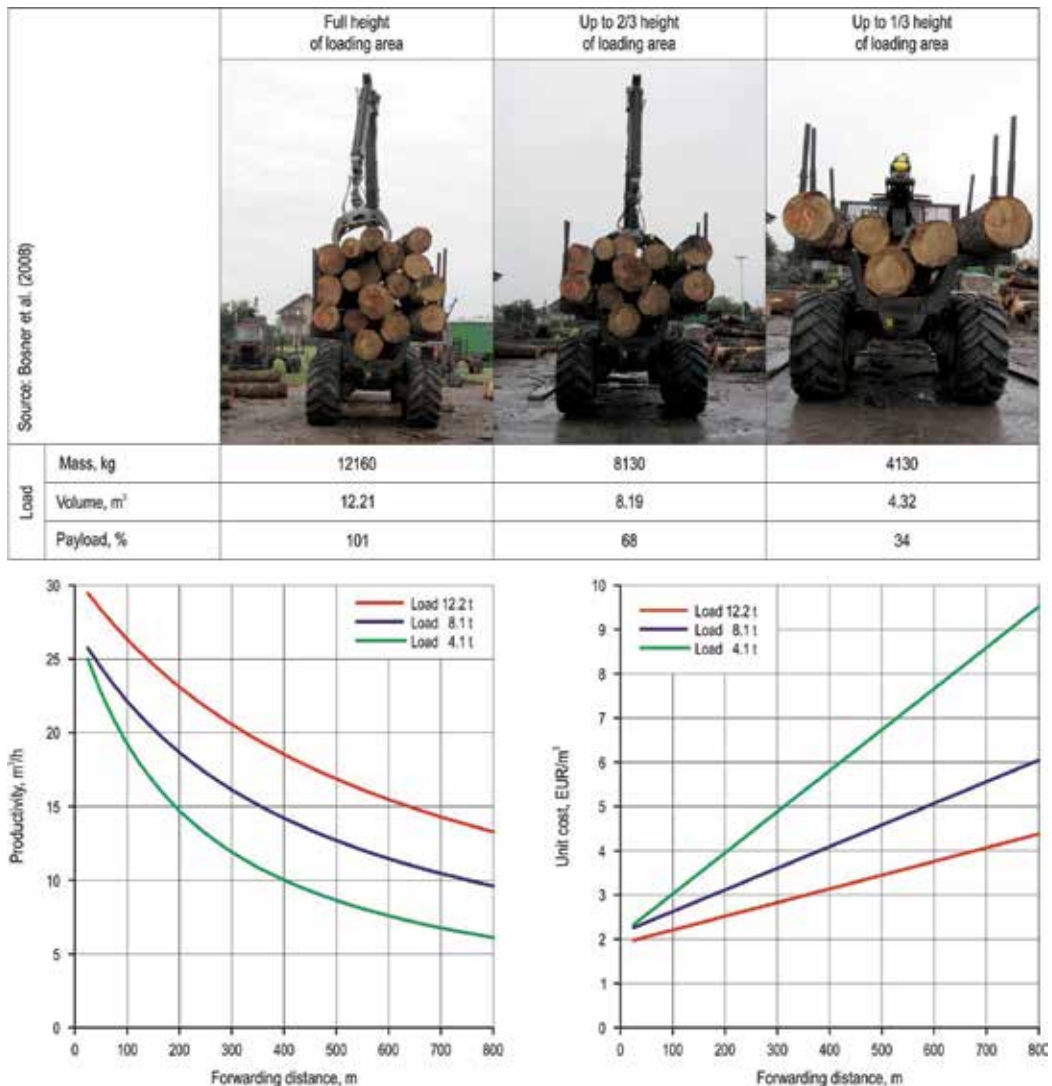 Full height
of loading area
Up to 2/3 height
of loading area
Up to 1/3 height
of loading area
Source: Bosner et al. (2008)
Load
Mass, kg
12160
8130
4130
Volume, m³
12.21
8.19
4.32
Payload, %
101
68
34
30
25
20
15
10
5
0
Productivity, m³/h
Load 12.2 t
Load 8.1 t
Load 4.1 t
0
100
200
300
400
500
600
700
800
Forwarding distance, m
10
9
8
7
6
5
4
3
2
1
0
Unit cost, EUR/m³
Load 12.2 t
Load 8.1 t
Load 4.1 t
0
100
200
300
400
500
600
700
800
Forwarding distance, m